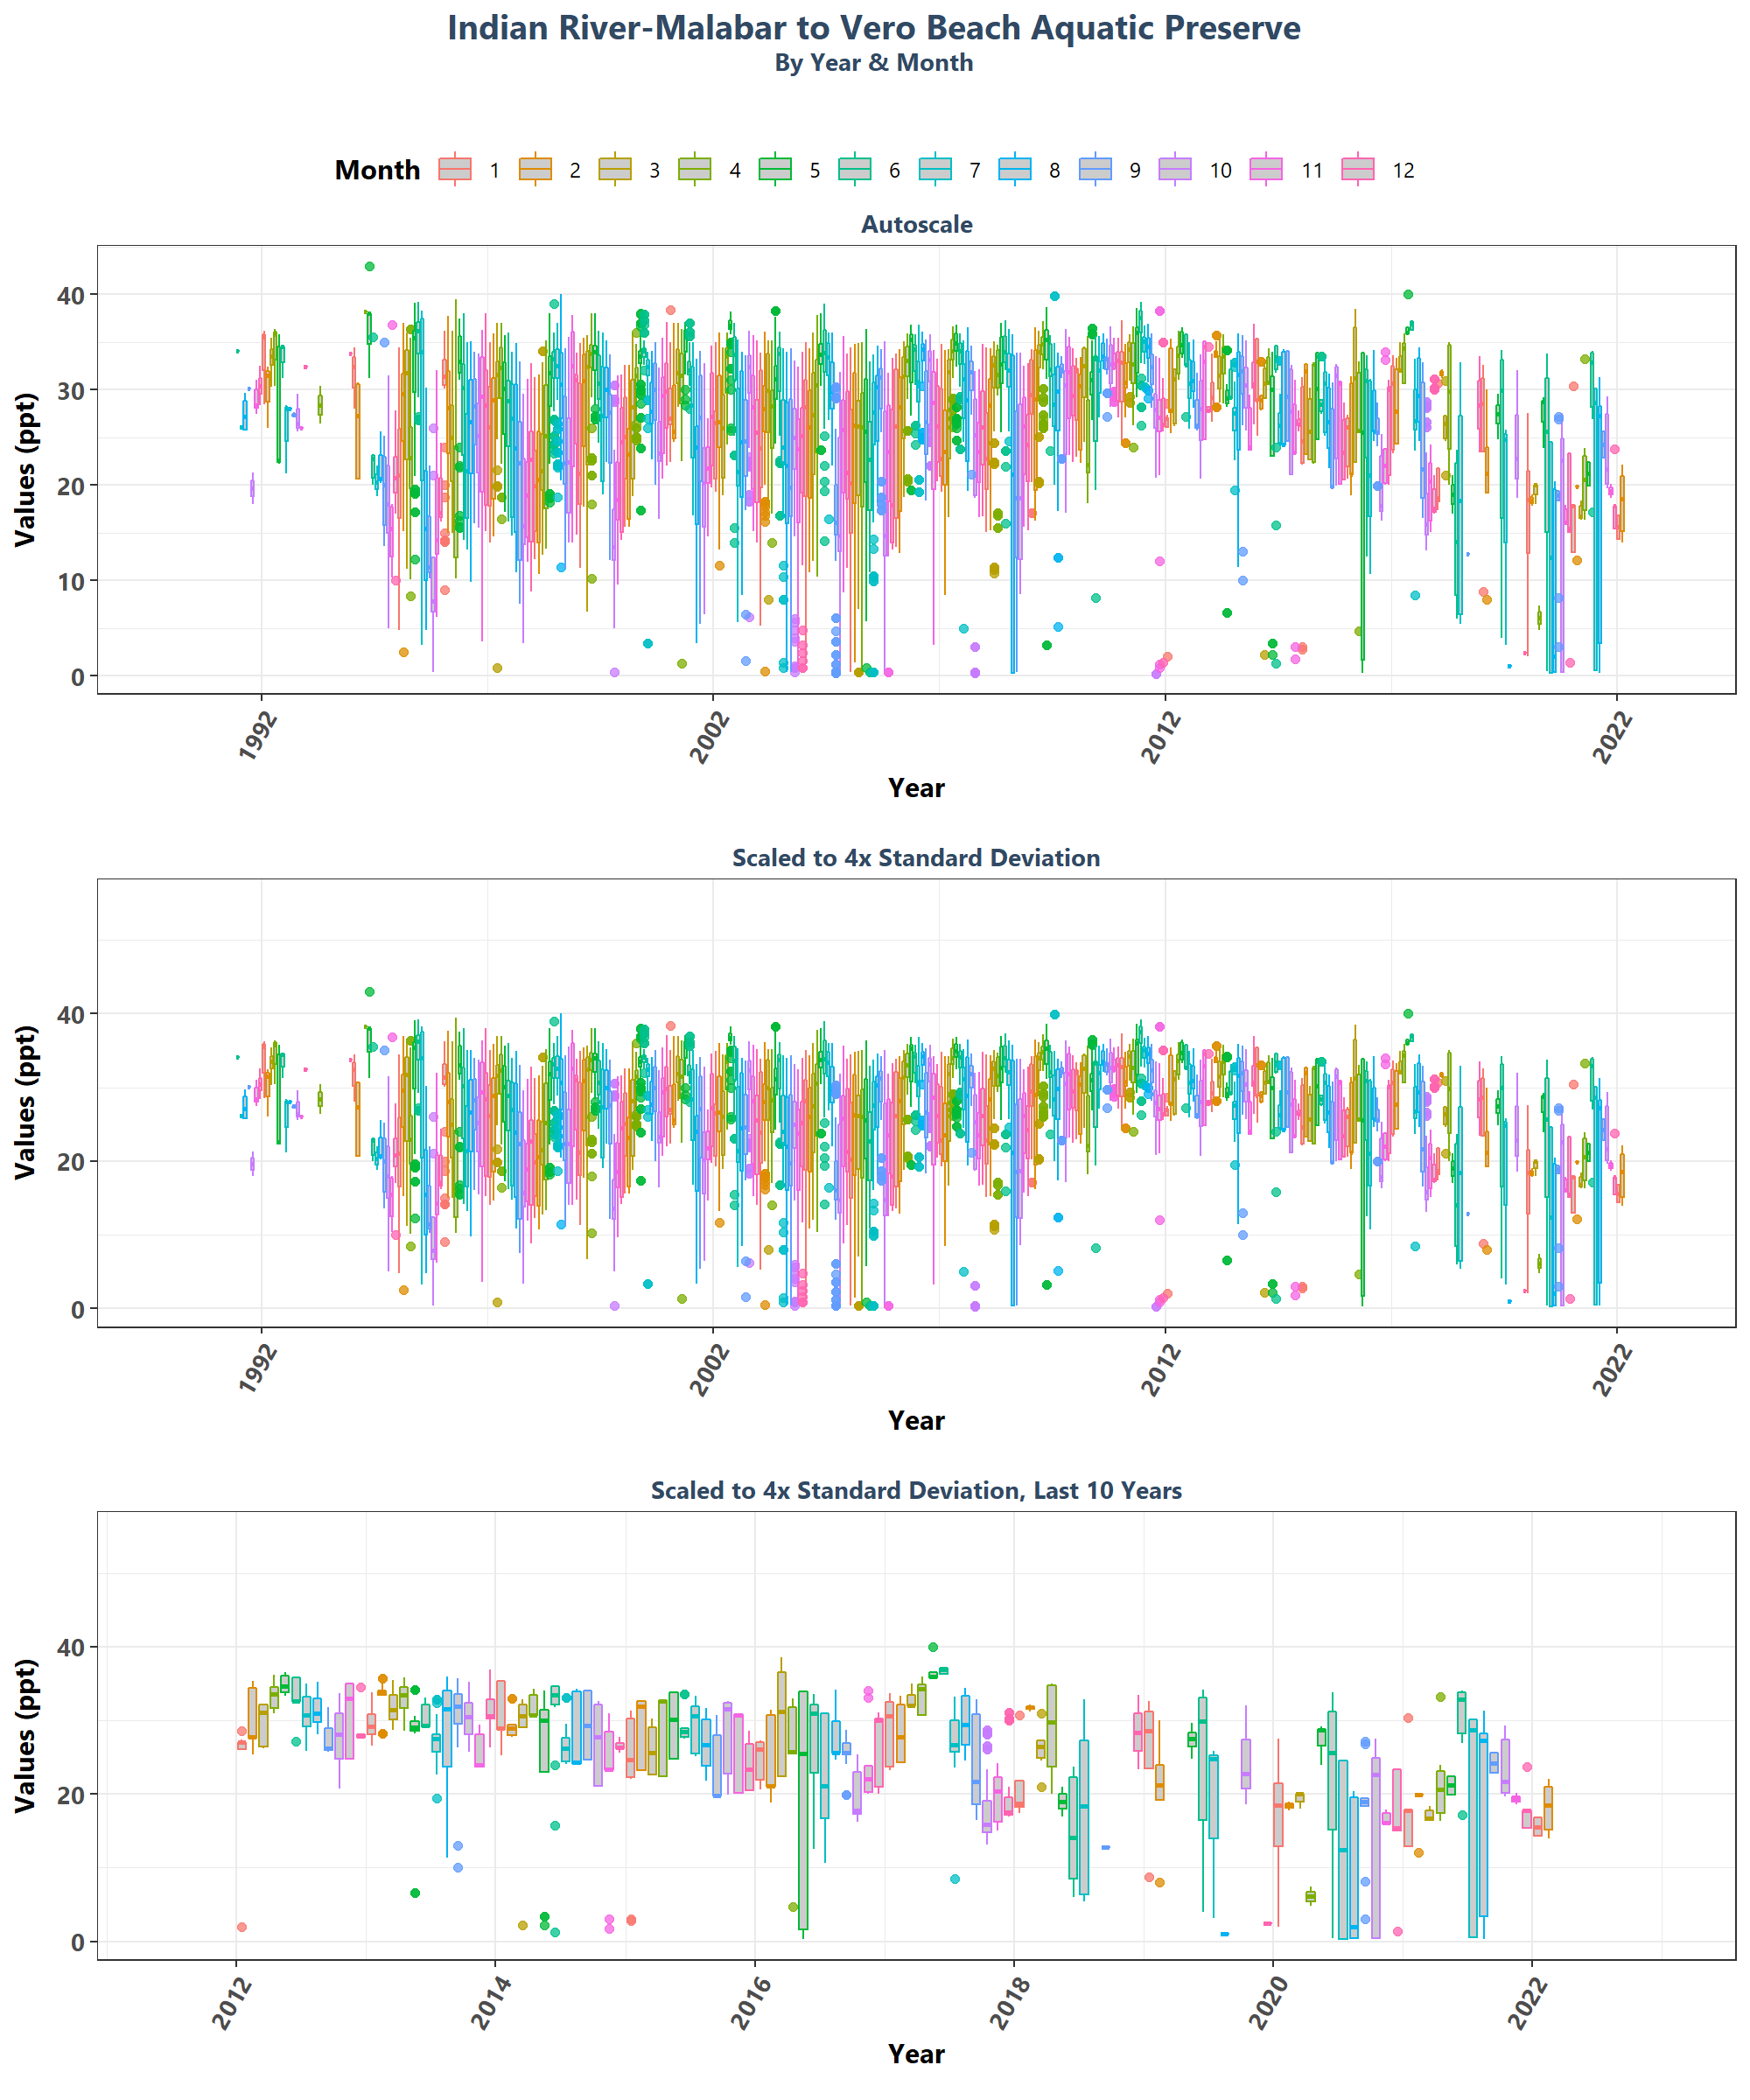 Indian River-Malabar to Vero Beach Aquatic Preserve
By Year & Month
Month 1 2 3 4 5 6 7 8 9 10 11 12
Autoscale
Values (ppt)
40
30
20
10
0
1992 2002 2012 2022
Year
Scaled to 4x Standard Deviation
Values (ppt)
40
20
0
1992 2002 2012 2022
Year
Scaled to 4x Standard Deviation, Last 10 Years
Values (ppt)
40
20
0
2012 2014 2016 2018 2020 2022
Year